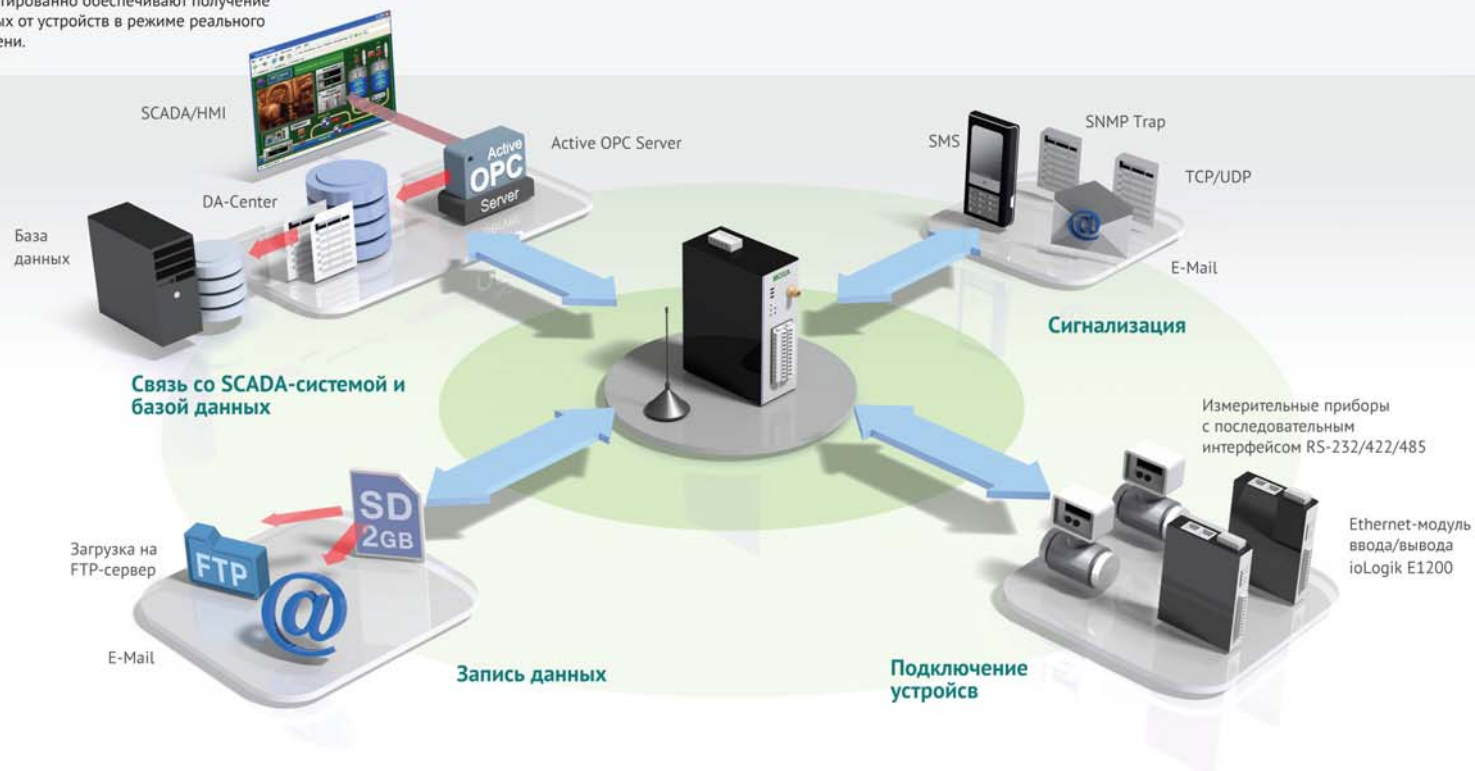 обеспечивают получение
от устройств в режиме реального
SCADA/HMI
Active OPC Server
Active
OPC
Server
DA-Center
База
данных
Связь со SCADA-системой и
базой данных
SMS
SNMP Trap
TCP/UDP
E-Mail
Сигнализация
MOXA
SD
2GB
FTP
Загрузка на
FTP-сервер
@
E-Mail
Запись данных
Измерительные приборы
с последовательным
интерфейсом RS-232/422/485
Ethernet-модуль
ввода/вывода
ioLogik E1200
Подключение
устройсв